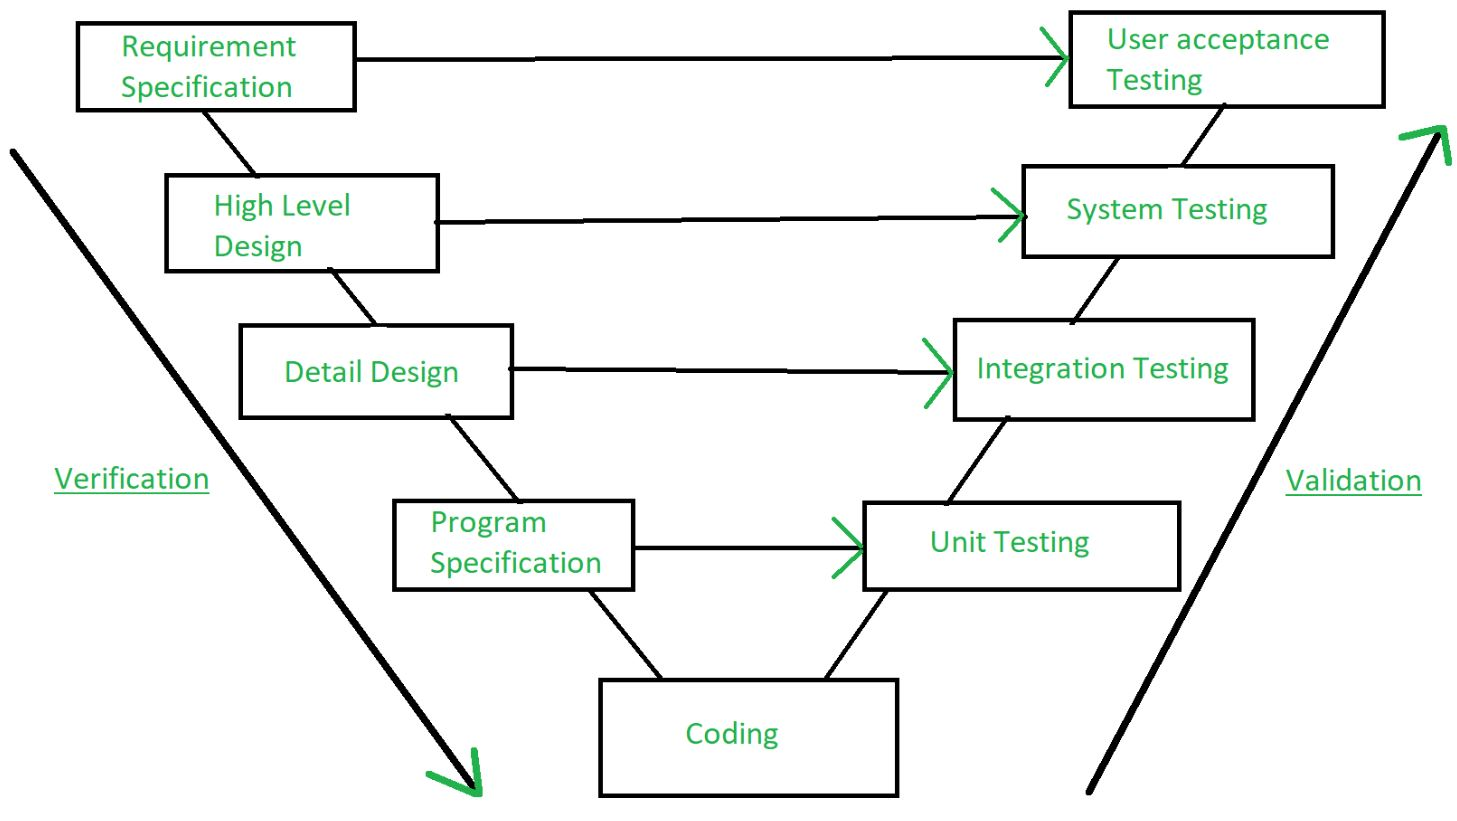 Requirement
Specification
User acceptance
Testing
High Level
Design
System Testing
Detail Design
Integration Testing
Verification
Validation
Program
Specification
Unit Testing
Coding